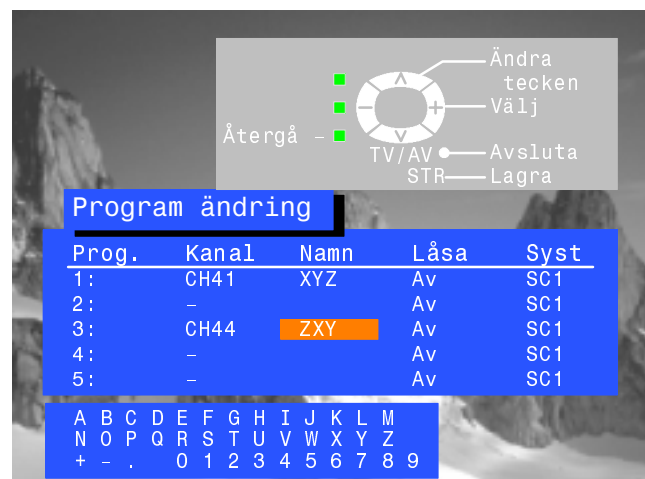 Ändra
tecken
Välj
Återgå –
TV/AV Avsluta
STR Lagra
Program ändring
Prog. Kanal Namn Låsa Syst
1: CH41 XYZ Av SC1
2: – Av SC1
3: CH44 ZXY Av SC1
4: – Av SC1
5: – Av SC1
A B C D E F G H I J K L M
N O P Q R S T U V W X Y Z
+ – . 0 1 2 3 4 5 6 7 8 9